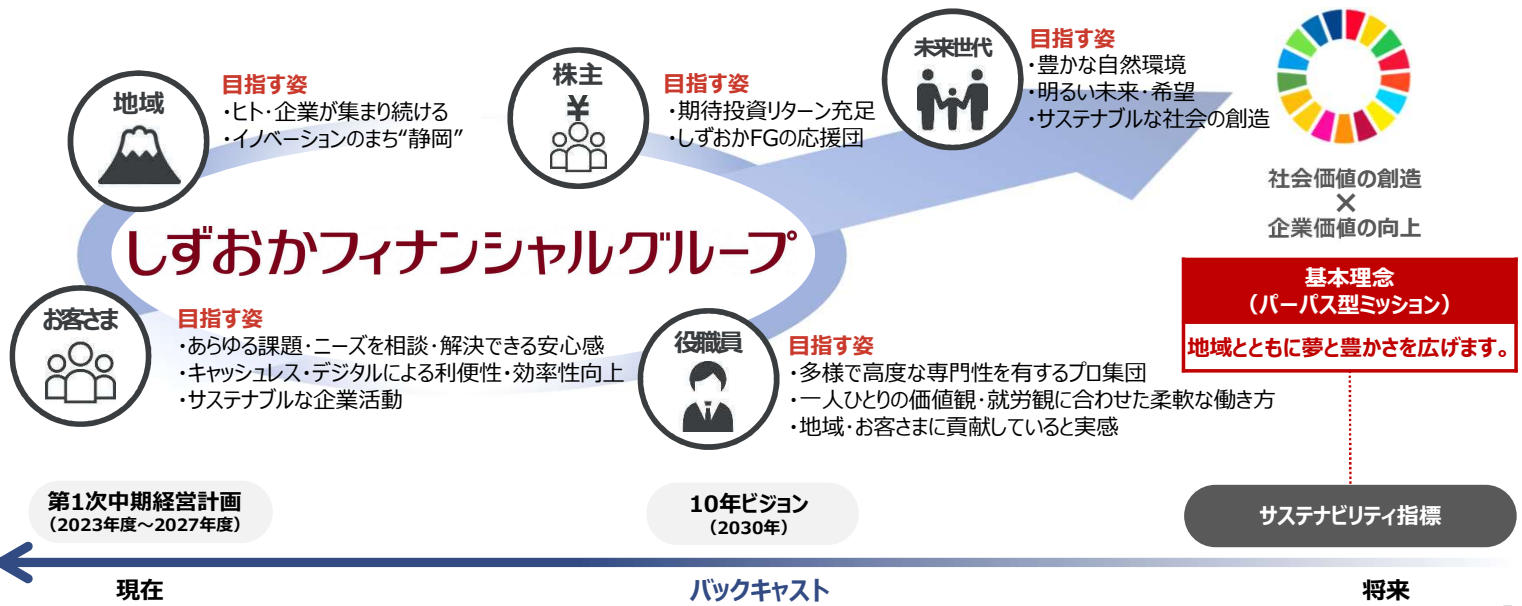 地域
目指す姿
・ヒト・企業が集まり続ける
・イノベーションのまち“静岡”
株主
¥
目指す姿
・期待投資リターン充足
・しずおかFGの応援団
未来世代
目指す姿
・豊かな自然環境
・明るい未来・希望
・サステナブルな社会の創造
社会価値の創造
×
企業価値の向上
しずおかフィナンシャルグループ
基本理念
（パーパス型ミッション）
地域とともに夢と豊かさを広げます。
お客さま
目指す姿
・あらゆる課題・ニーズを相談・解決できる安心感
・キャッシュレス・デジタルによる利便性・効率性向上
・サステナブルな企業活動
役職員
目指す姿
・多様で高度な専門性を有するプロ集団
・一人ひとりの価値観・就労観に合わせた柔軟な働き方
・地域・お客さまに貢献していると実感
第1次中期経営計画
（2023年度～2027年度）
10年ビジョン
（2030年）
サステナビリティ指標
現在
バックキャスト
将来